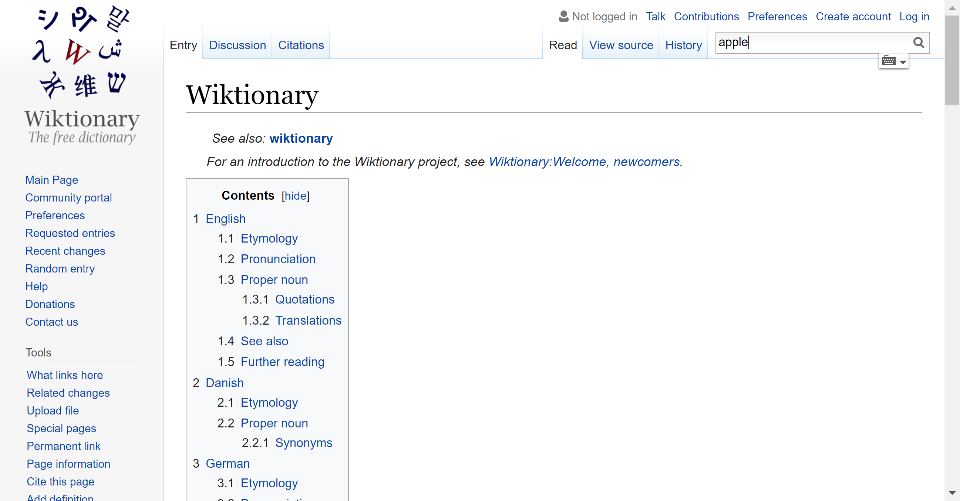 シ Wi 말
λ W ش
维 ש
Wiktionary
The free dictionary
Not logged in Talk Contributions Preferences Create account Log in
Entry Discussion Citations Read View source History apple
Wiktionary
See also: wiktionary
For an introduction to the Wiktionary project, see Wiktionary:Welcome, newcomers.
Main Page
Community portal
Preferences
Requested entries
Recent changes
Random entry
Help
Donations
Contact us
Tools
What links here
Related changes
Upload file
Special pages
Permanent link
Page information
Cite this page
Add definition
Contents [hide]
1 English
1.1 Etymology
1.2 Pronunciation
1.3 Proper noun
1.3.1 Quotations
1.3.2 Translations
1.4 See also
1.5 Further reading
2 Danish
2.1 Etymology
2.2 Proper noun
2.2.1 Synonyms
3 German
3.1 Etymology